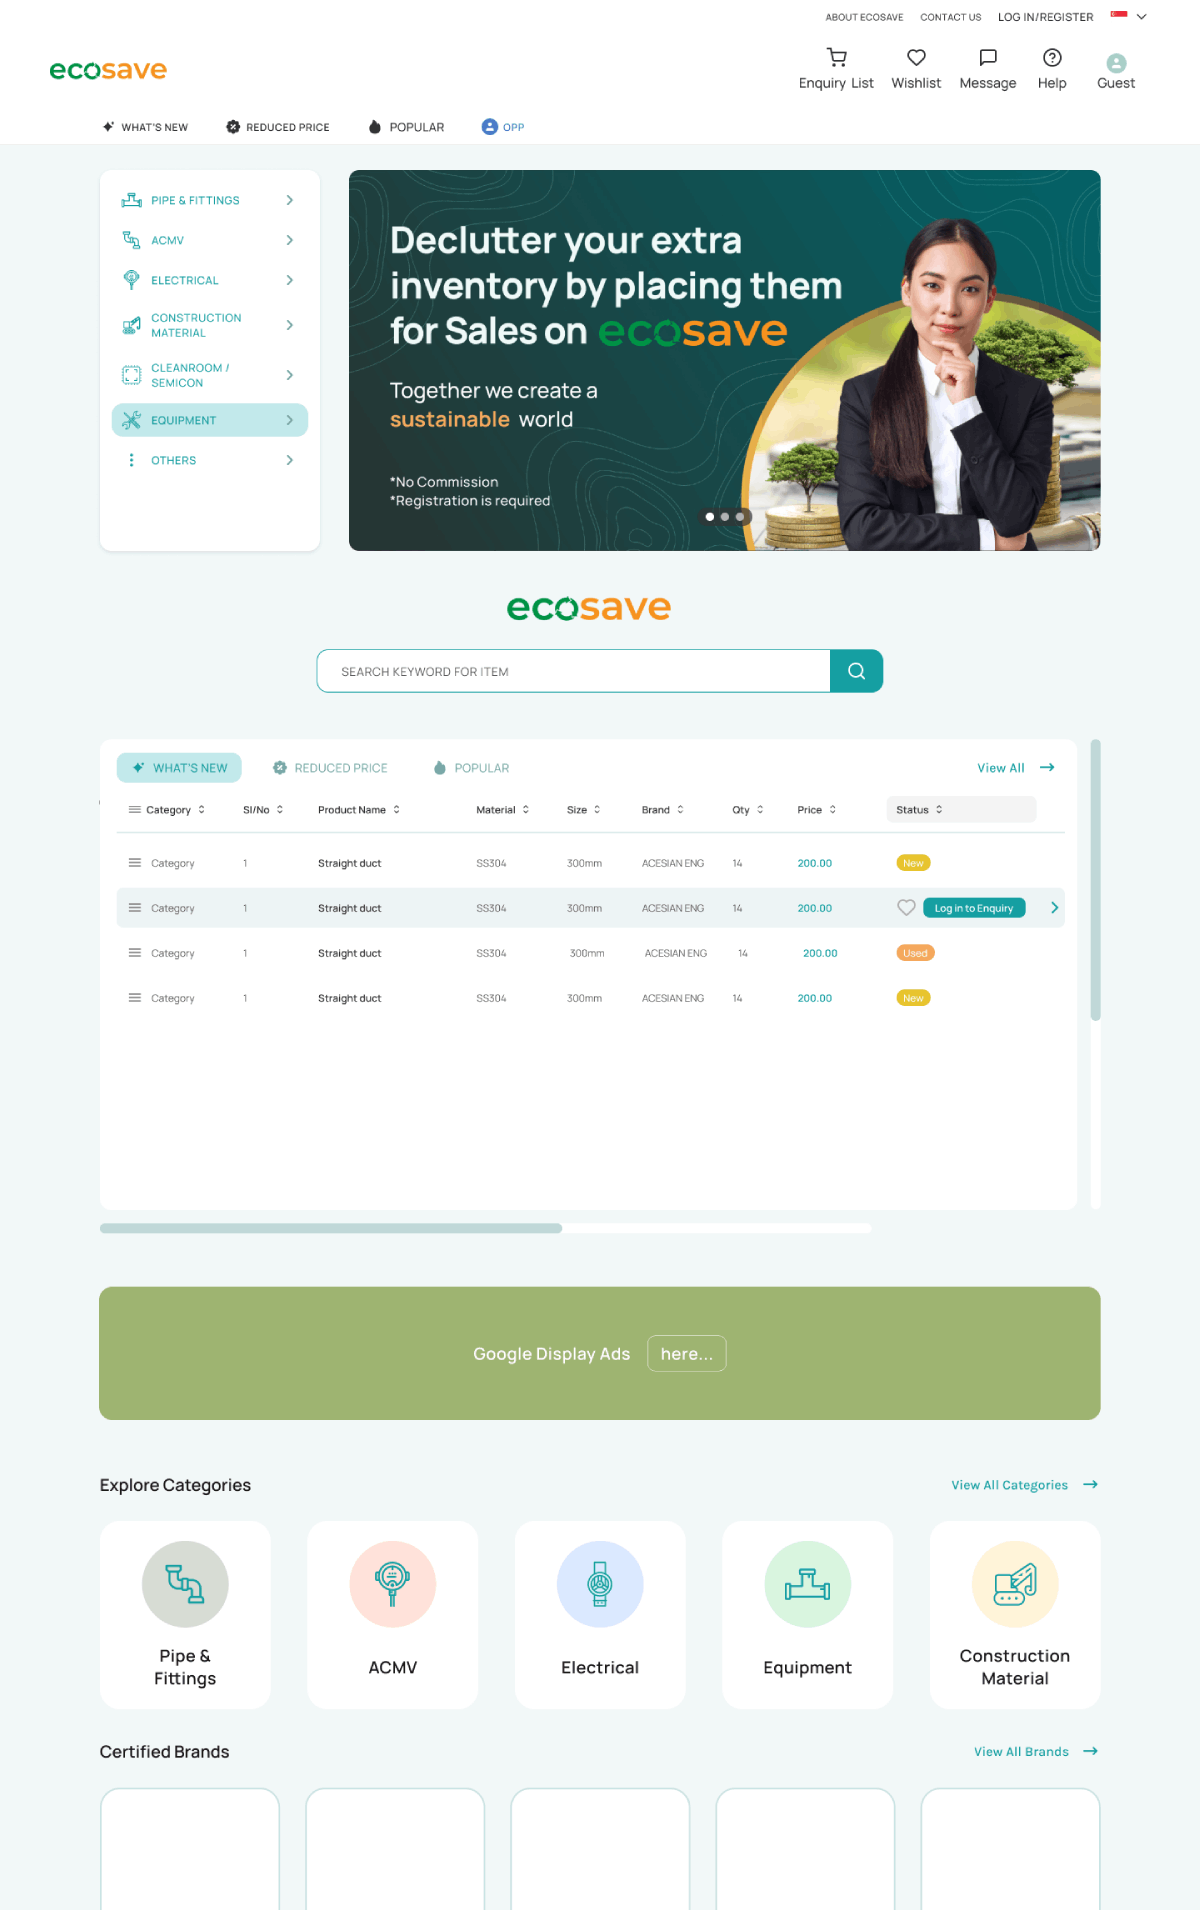 ABOUT ECOSAVE CONTACT US LOG IN/REGISTER
ecosave
Enquiry List Wishlist Message Help Guest
WHAT'S NEW REDUCED PRICE POPULAR OPP
PIPE & FITTINGS
ACMV
ELECTRICAL
CONSTRUCTION
MATERIAL
CLEANROOM /
SEMICON
EQUIPMENT
OTHERS
Declutter your extra
inventory by placing them
for Sales on ecosave
Together we create a
sustainable world
*No Commission
*Registration is required
ecosave
SEARCH KEYWORD FOR ITEM
WHAT'S NEW REDUCED PRICE POPULAR View All
Category SI/No Product Name Material Size Brand Qty Price Status
Category 1 Straight duct SS304 300mm ACESIAN ENG 14 200.00 New
Category 1 Straight duct SS304 300mm ACESIAN ENG 14 200.00 Log in to Enquiry
Category 1 Straight duct SS304 300mm ACESIAN ENG 14 200.00 Used
Category 1 Straight duct SS304 300mm ACESIAN ENG 14 200.00 New
Google Display Ads here...
Explore Categories View All Categories
Pipe &
Fittings
ACMV
Electrical
Equipment
Construction
Material
Certified Brands View All Brands